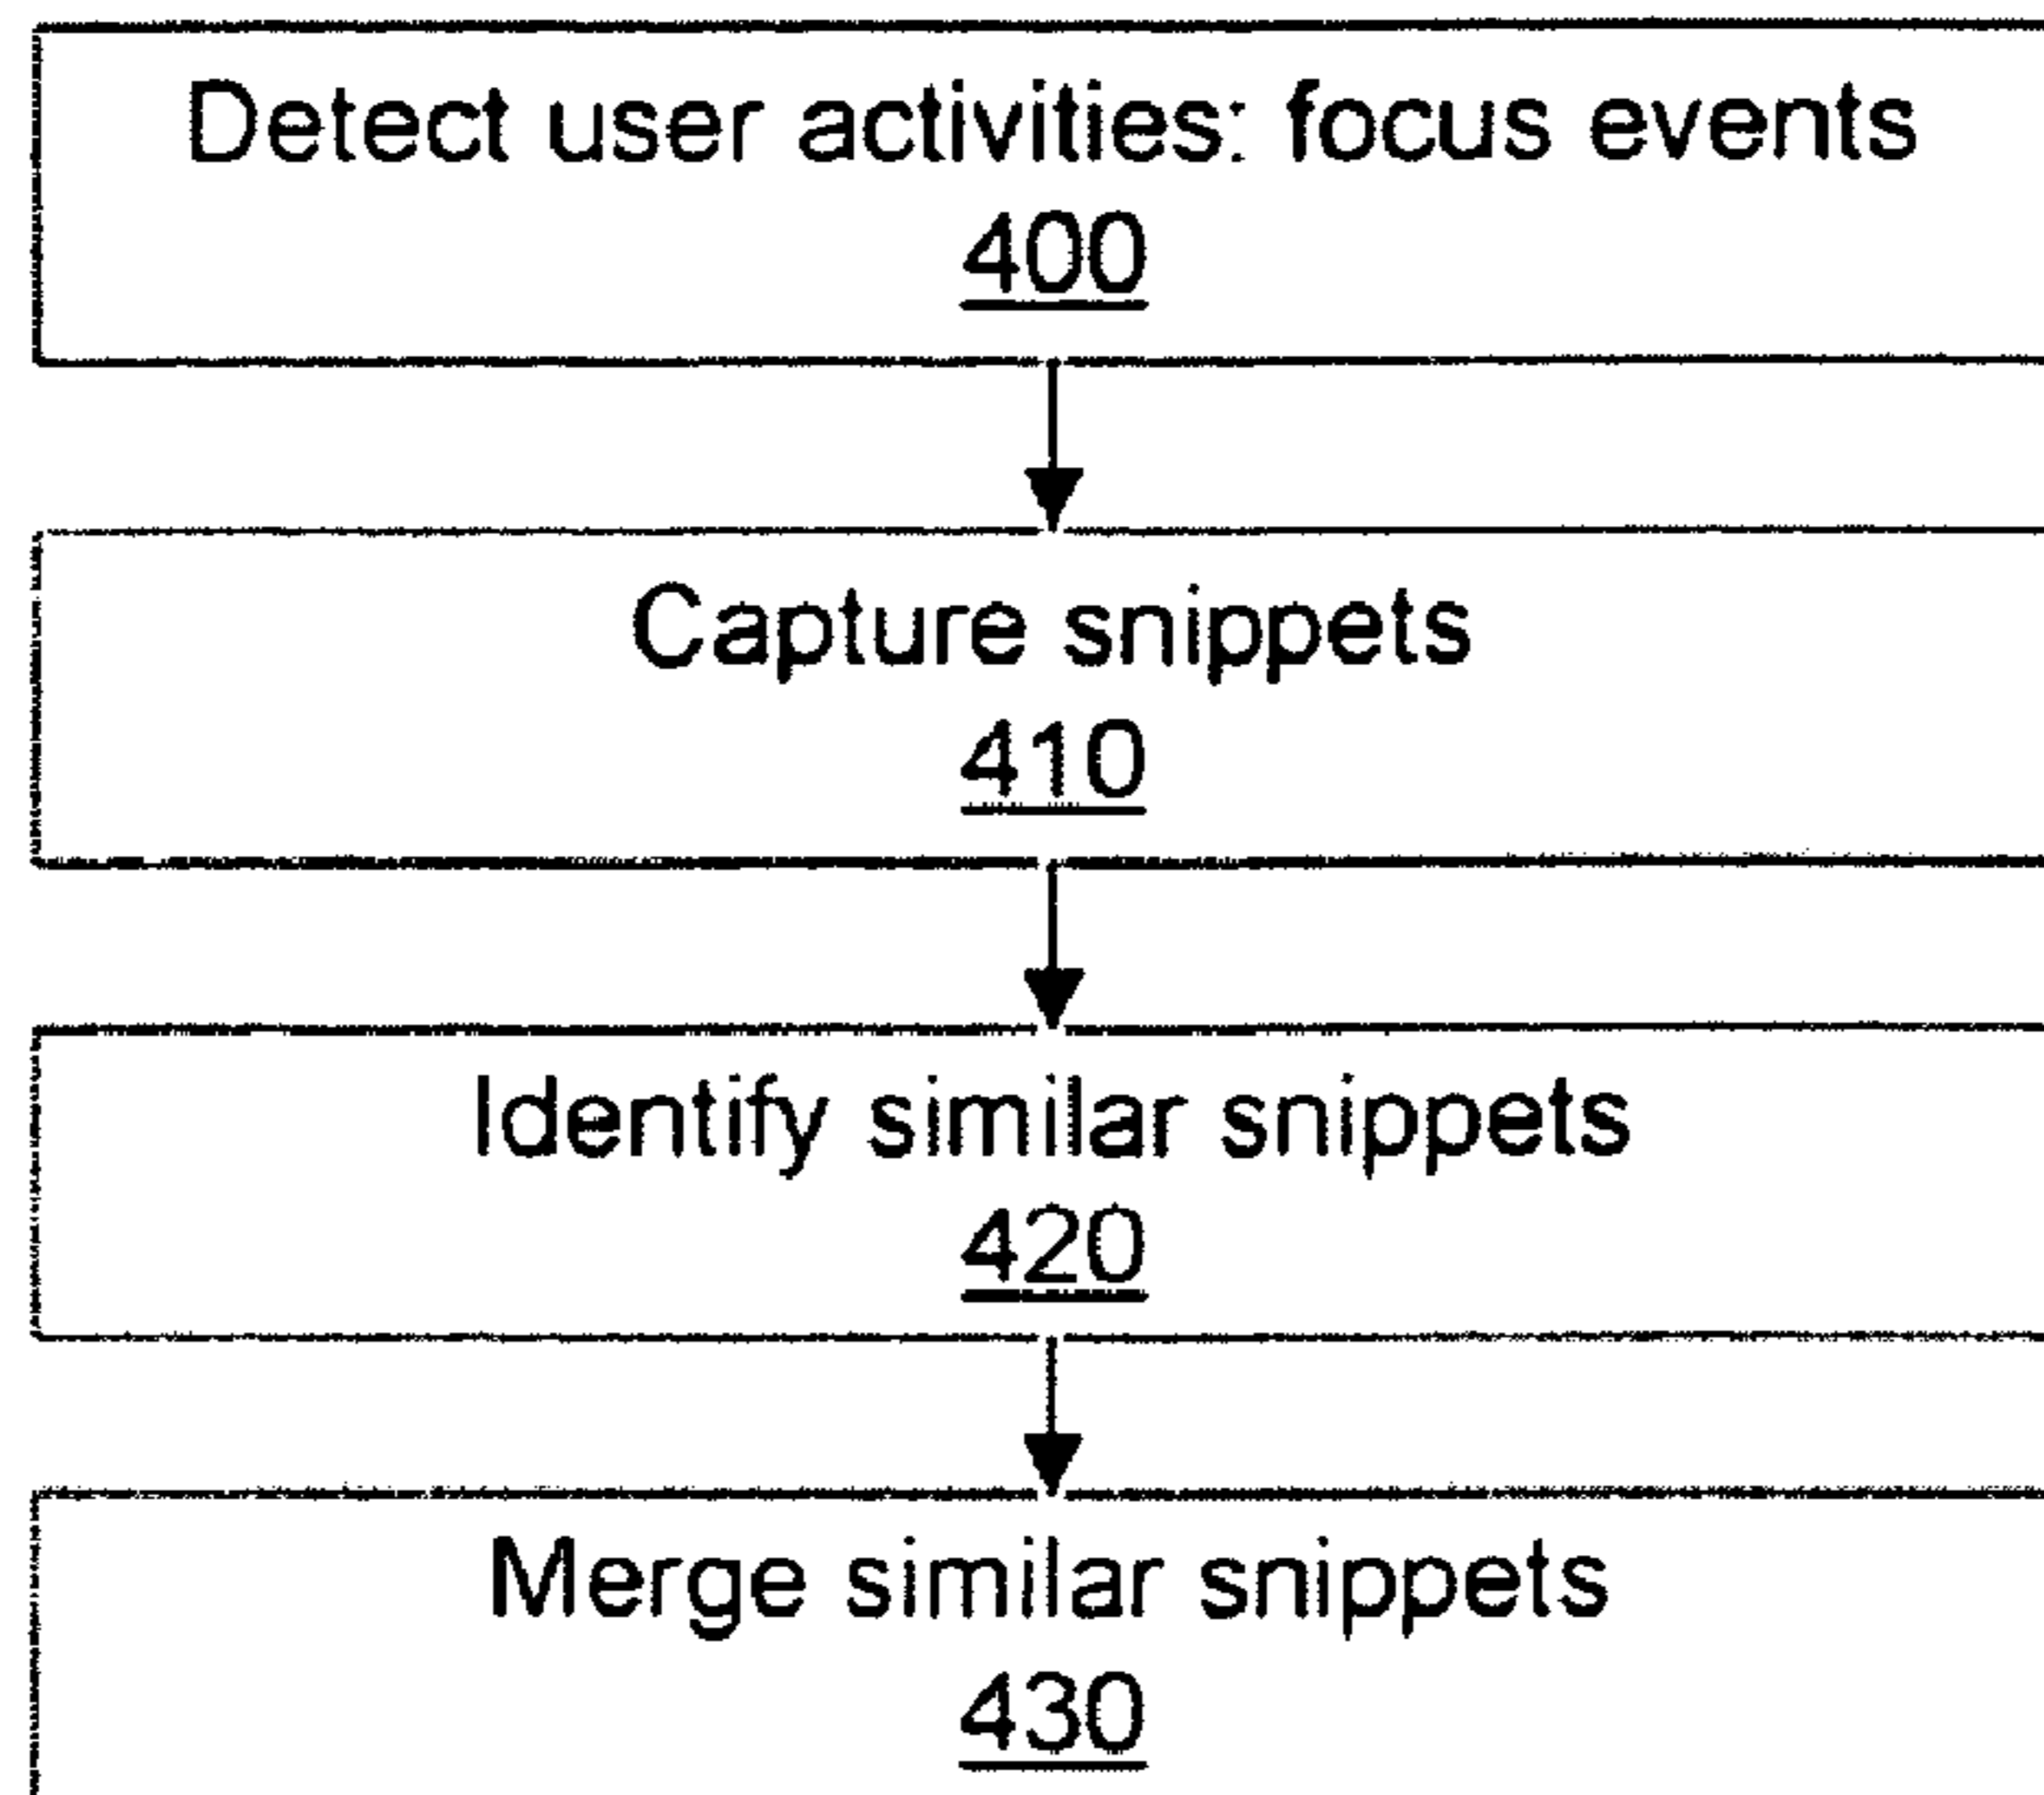 Detect user activities: focus events
400
Capture snippets
410
Identify similar snippets
420
Merge similar snippets
430